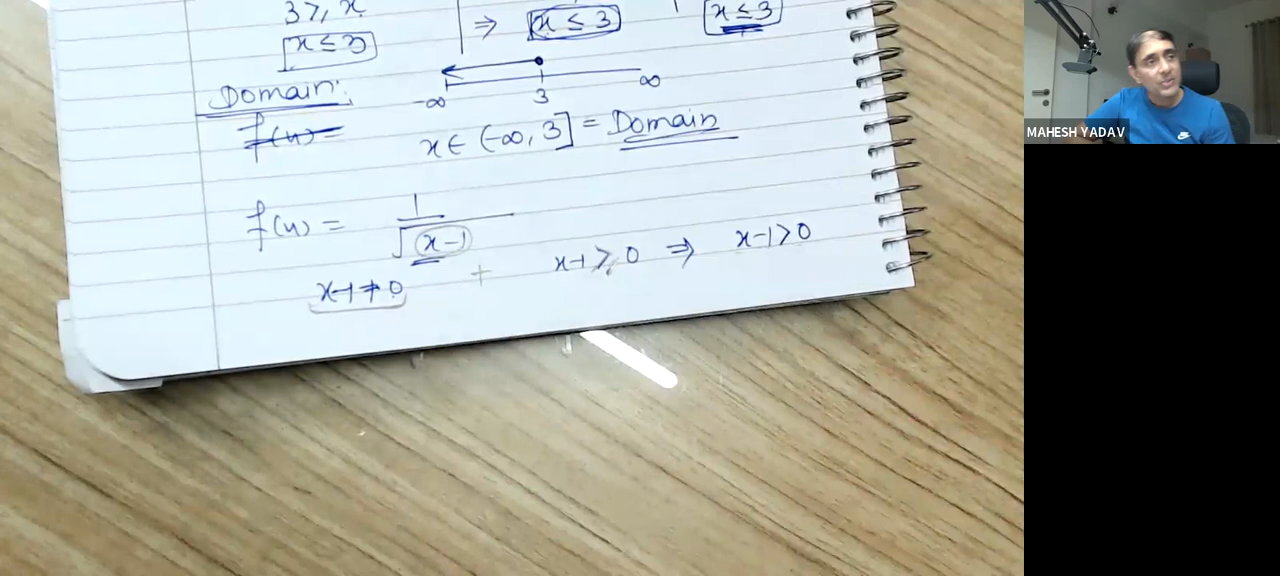 3 ≥ x
x ≤ 3
⇒ x ≤ 3
x ≤ 3
Domain:
-∞ 3 ∞
f(x) =
x ∈ (-∞, 3] = Domain
f(x) = 1/√(x-1)
x-1 ≠ 0 + x-1 ≥ 0 ⇒ x-1 > 0
MAHESH YADAV